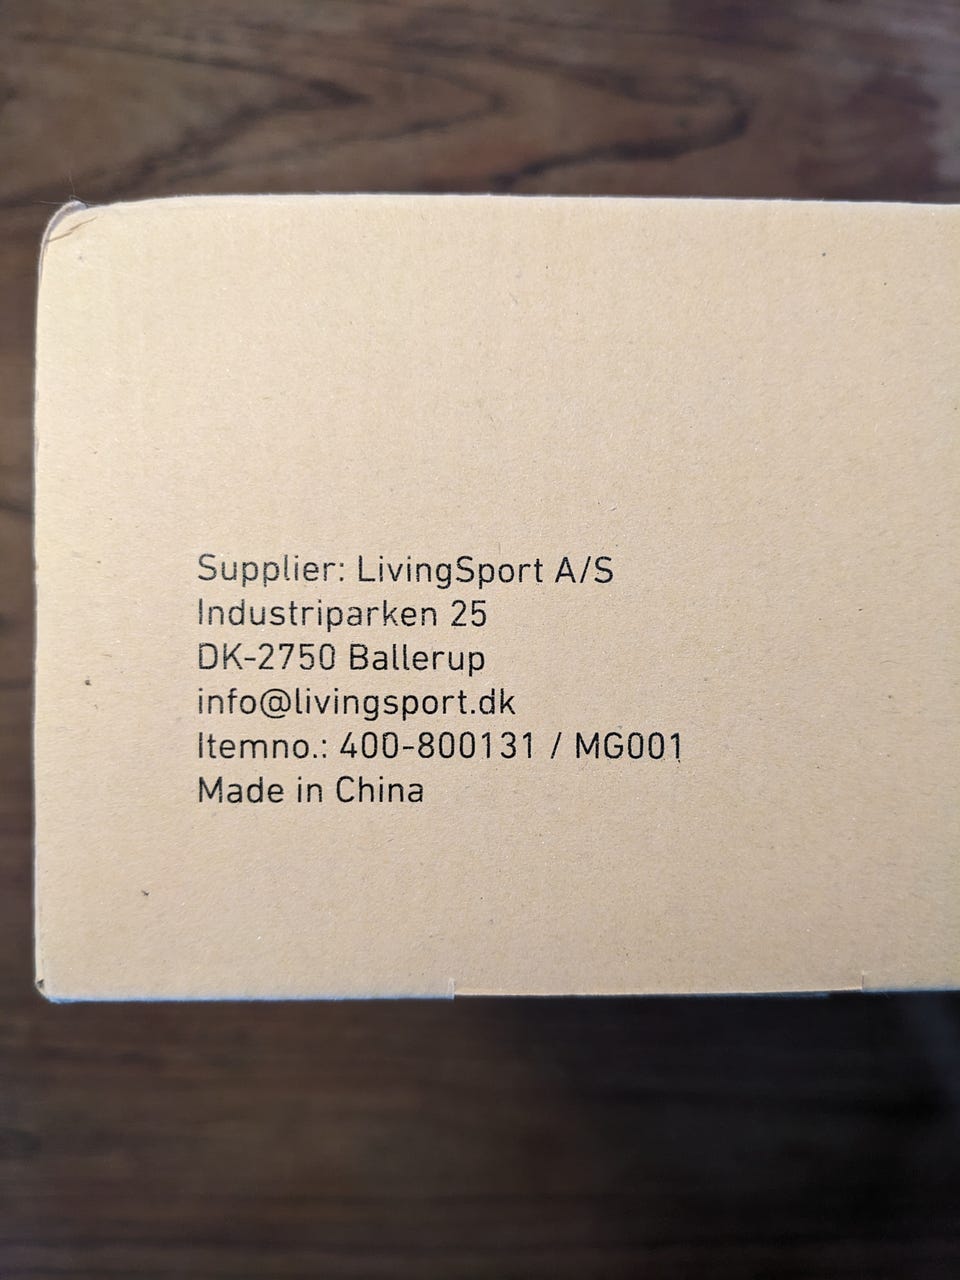 Supplier: LivingSport A/S
Industriparken 25
DK-2750 Ballerup
info@livingsport.dk
Itemno.: 400-800131 / MG001
Made in China